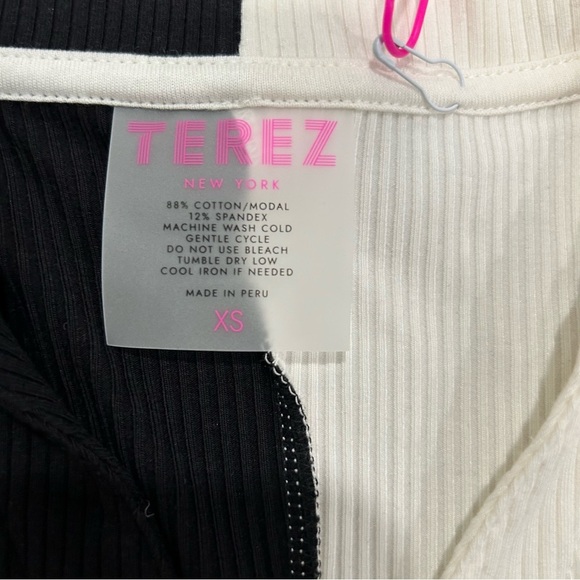 TEREZ
NEW YORK
88% COTTON/MODAL
12% SPANDEX
MACHINE WASH COLD
GENTLE CYCLE
DO NOT USE BLEACH
TUMBLE DRY LOW
COOL IRON IF NEEDED
MADE IN PERU
XS